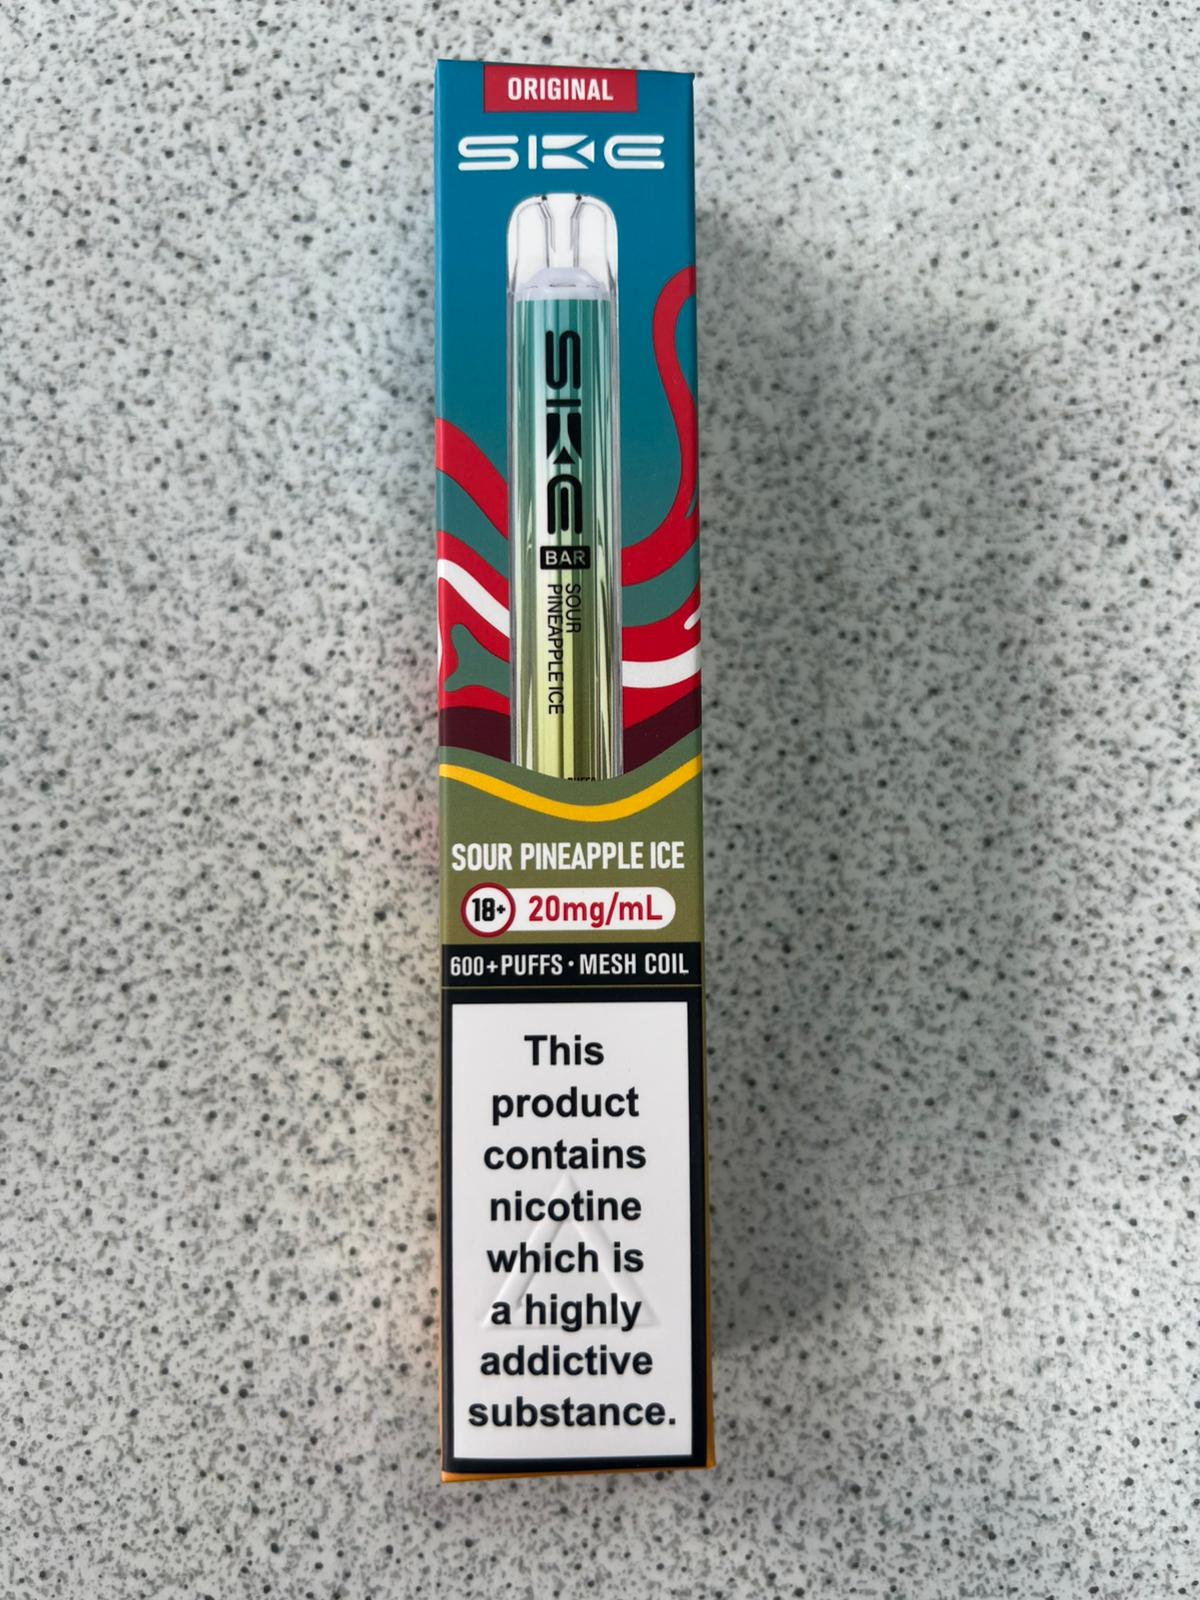 ORIGINAL
SKE
SKE
BAR
SOUR
PINEAPPLE ICE
SOUR PINEAPPLE ICE
18+ 20mg/mL
600+PUFFS·MESH COIL
This
product
contains
nicotine
which is
a highly
addictive
substance.